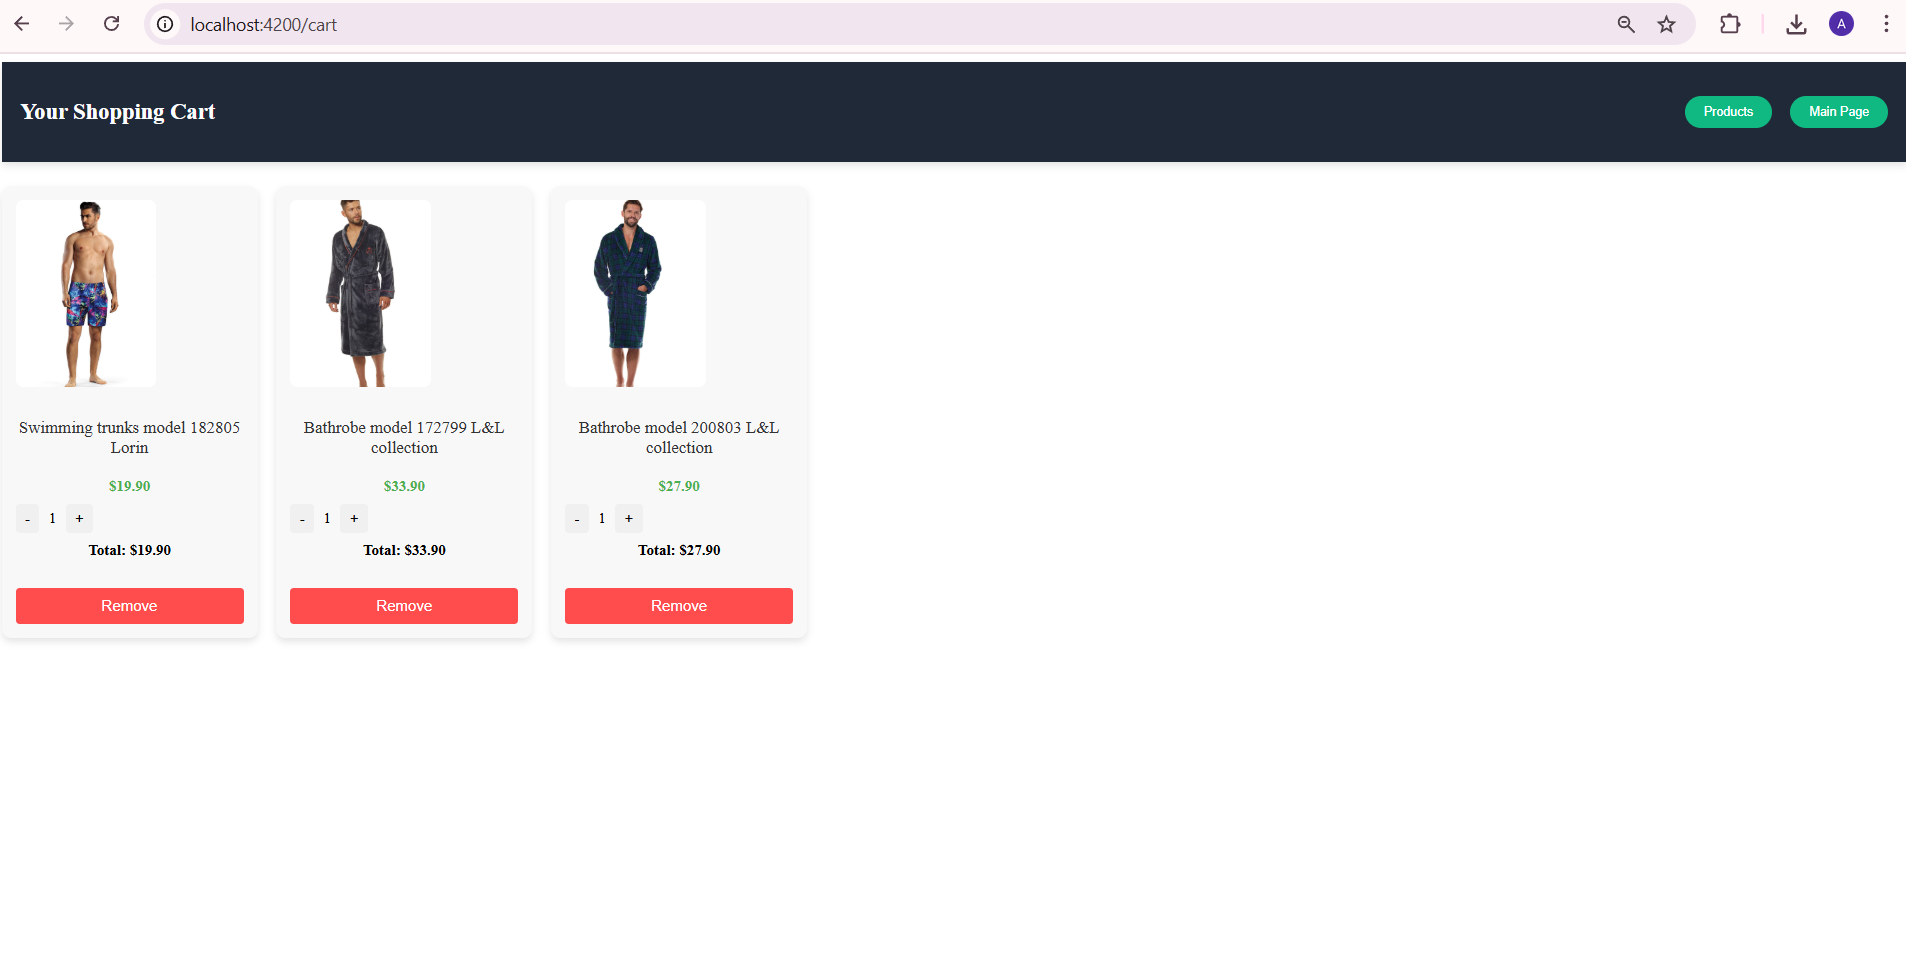 localhost:4200/cart
A
Your Shopping Cart
Products
Main Page
Swimming trunks model 182805
Lorin
$19.90
- 1 +
Total: $19.90
Remove
Bathrobe model 172799 L&L
collection
$33.90
- 1 +
Total: $33.90
Remove
Bathrobe model 200803 L&L
collection
$27.90
- 1 +
Total: $27.90
Remove